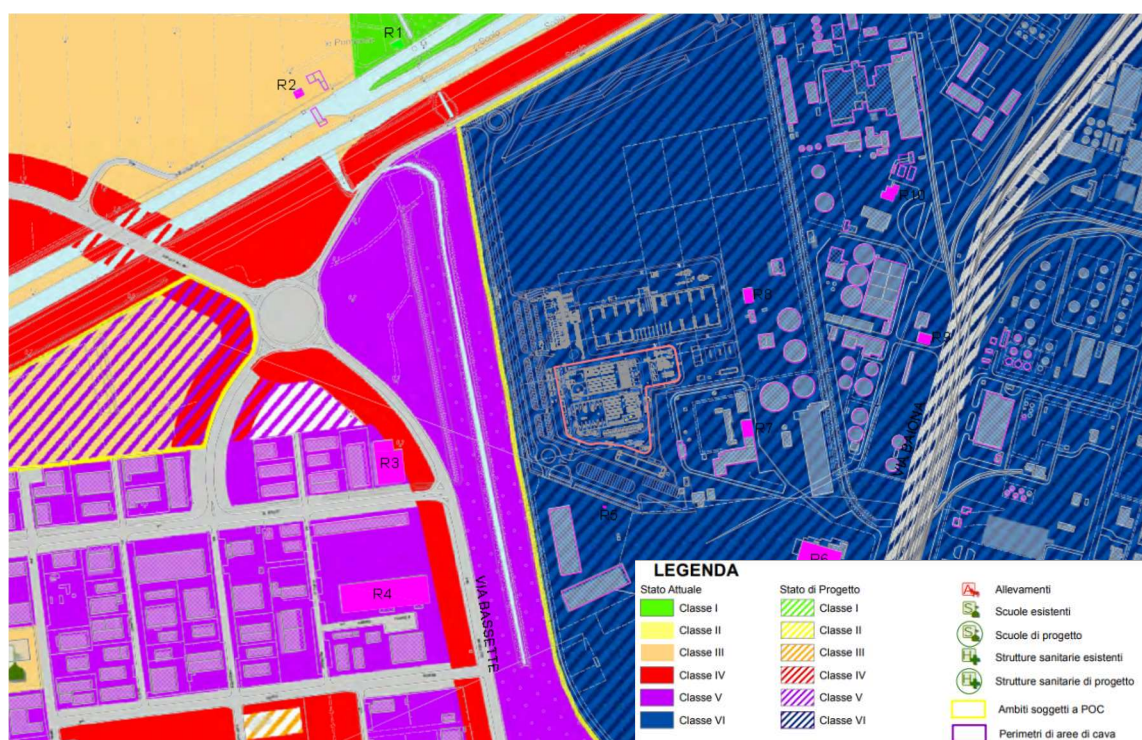 R1
R2
R10
R8
R9
R7
R3
R6
R6
R4
VIA BAIONA
VIA BASSETTE
LEGENDA
Stato Attuale
Classe I
Classe II
Classe III
Classe IV
Classe V
Classe VI
Stato di Progetto
Classe I
Classe II
Classe III
Classe IV
Classe V
Classe VI
Allevamenti
Scuole esistenti
Scuole di progetto
Strutture sanitarie esistenti
Strutture sanitarie di progetto
Ambiti soggetti a POC
Perimetri di aree di cava